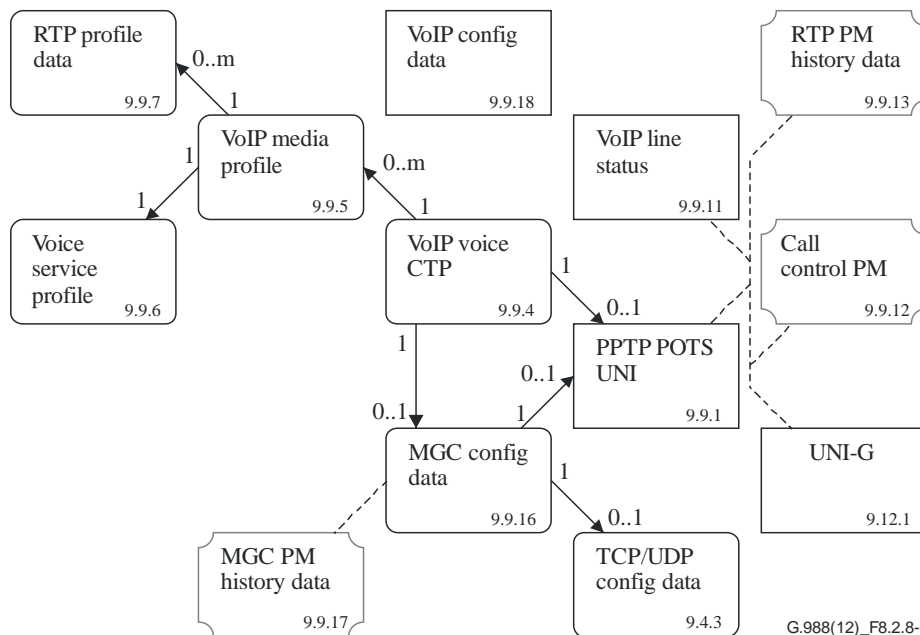 RTP profile
data
9.9.7
VoIP config
data
9.9.18
RTP PM
history data
9.9.13
0..m
1
VoIP media
profile
9.9.5
VoIP line
status
9.9.11
1
0..m
1
1
Voice
service
profile
9.9.6
VoIP voice
CTP
9.9.4
Call
control PM
9.9.12
1
0..1
1
PPTP POTS
UNI
9.9.1
0..1
0..1
1
MGC config
data
9.9.16
UNI-G
9.12.1
1
0..1
MGC PM
history data
9.9.17
TCP/UDP
config data
9.4.3